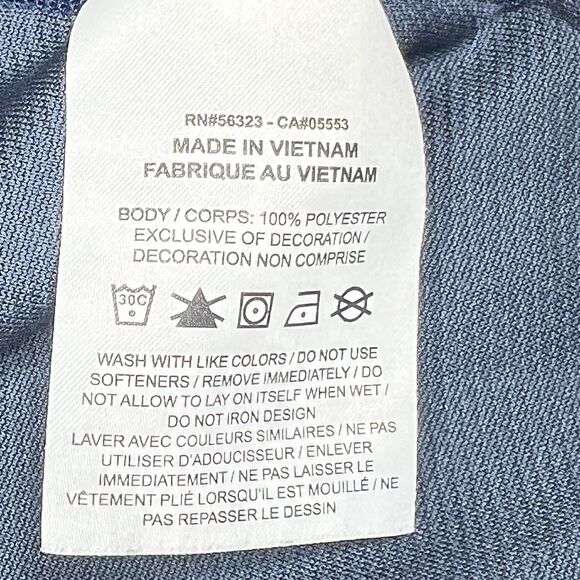 RN#56323 - CA#05553
MADE IN VIETNAM
FABRIQUE AU VIETNAM
BODY / CORPS: 100% POLYESTER
EXCLUSIVE OF DECORATION /
DECORATION NON COMPRISE
30C
WASH WITH LIKE COLORS / DO NOT USE
SOFTENERS / REMOVE IMMEDIATELY / DO
NOT ALLOW TO LAY ON ITSELF WHEN WET /
DO NOT IRON DESIGN
LAVER AVEC COULEURS SIMILAIRES / NE PAS
UTILISER D'ADOUCISSEUR / ENLEVER
IMMÉDIATEMENT / NE PAS LAISSER LE
VÊTEMENT PLIÉ LORSQU'IL EST MOUILLÉ / NE
PAS REPASSER LE DESSIN